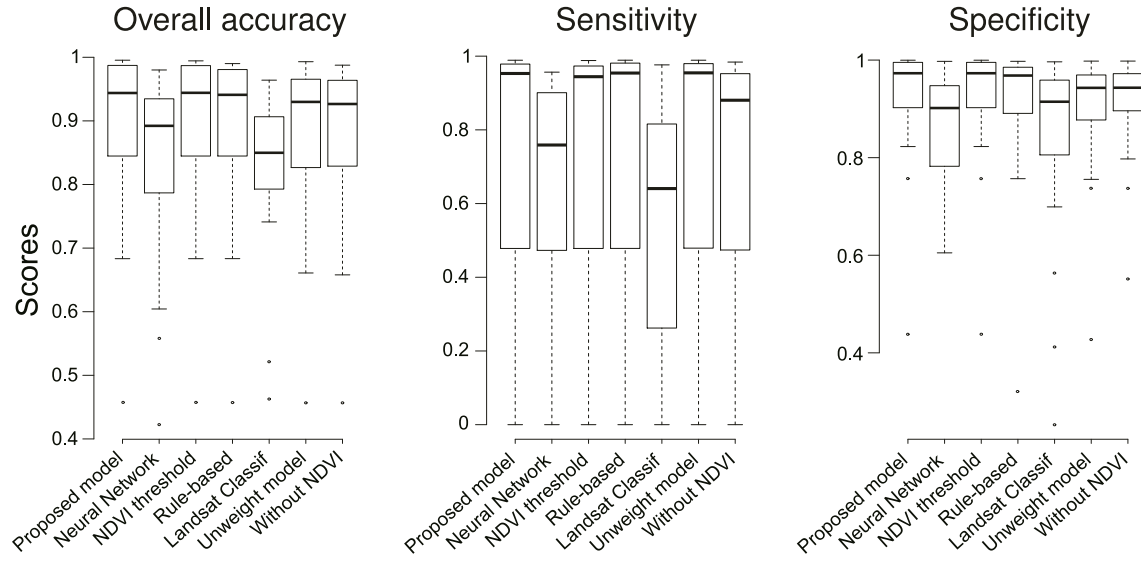 Overall accuracy
Sensitivity
Specificity
Scores
1
0.9
0.8
0.7
0.6
0.5
0.4
Proposed model
Neural Network
NDVI threshold
Rule-based
Landsat Classif
Unweight model
Without NDVI
1
0.8
0.6
0.4
0.2
0
Proposed model
Neural Network
NDVI threshold
Rule-based
Landsat Classif
Unweight model
Without NDVI
1
0.8
0.6
0.4
Proposed model
Neural Network
NDVI threshold
Rule-based
Landsat Classif
Unweight model
Without NDVI